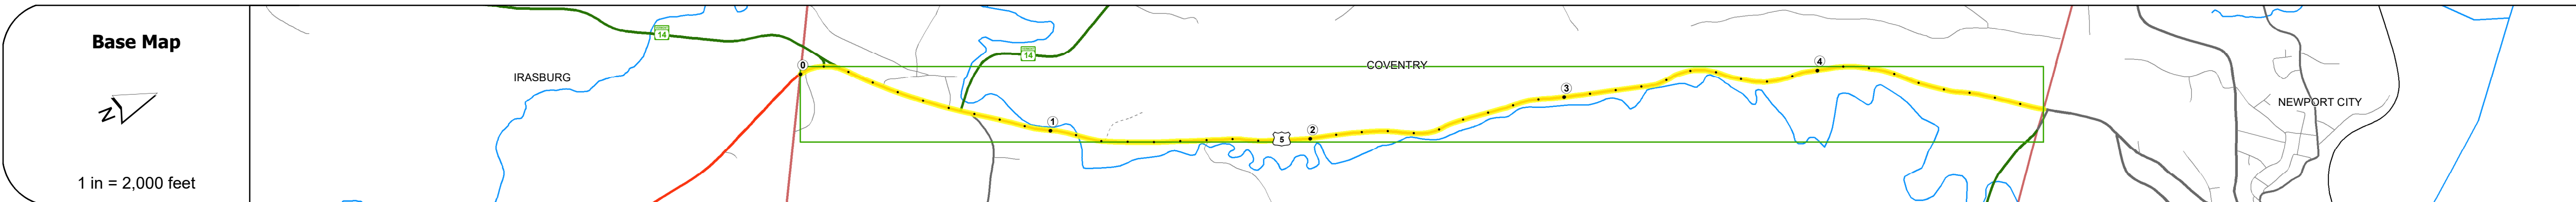 Base Map
N
1 in = 2,000 feet
IRASBURG
14
0
14
1
COVENTRY
5
2
3
4
NEWPORT CITY